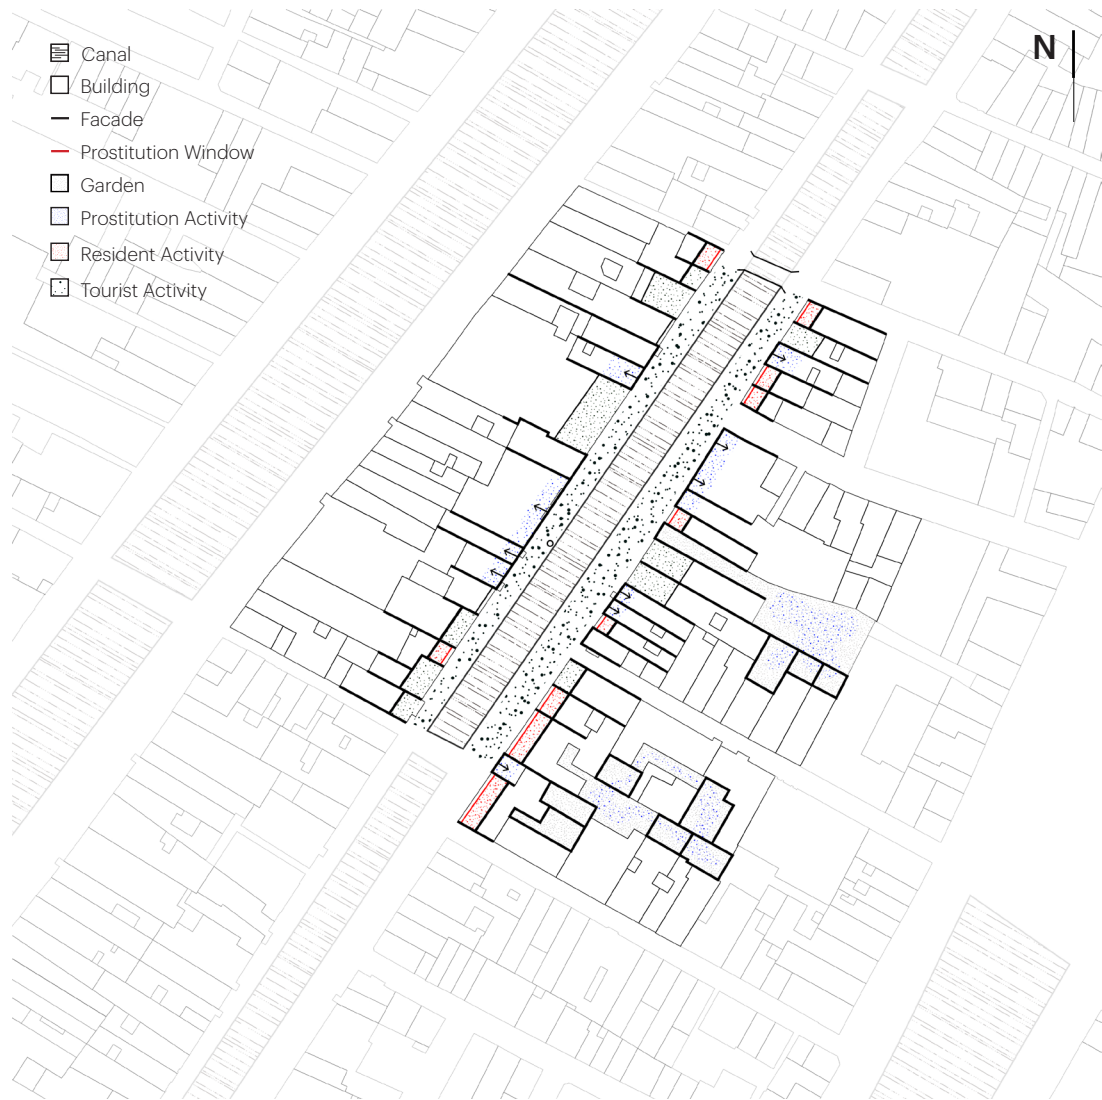 N
Canal
Building
Facade
Prostitution Window
Garden
Prostitution Activity
Resident Activity
Tourist Activity